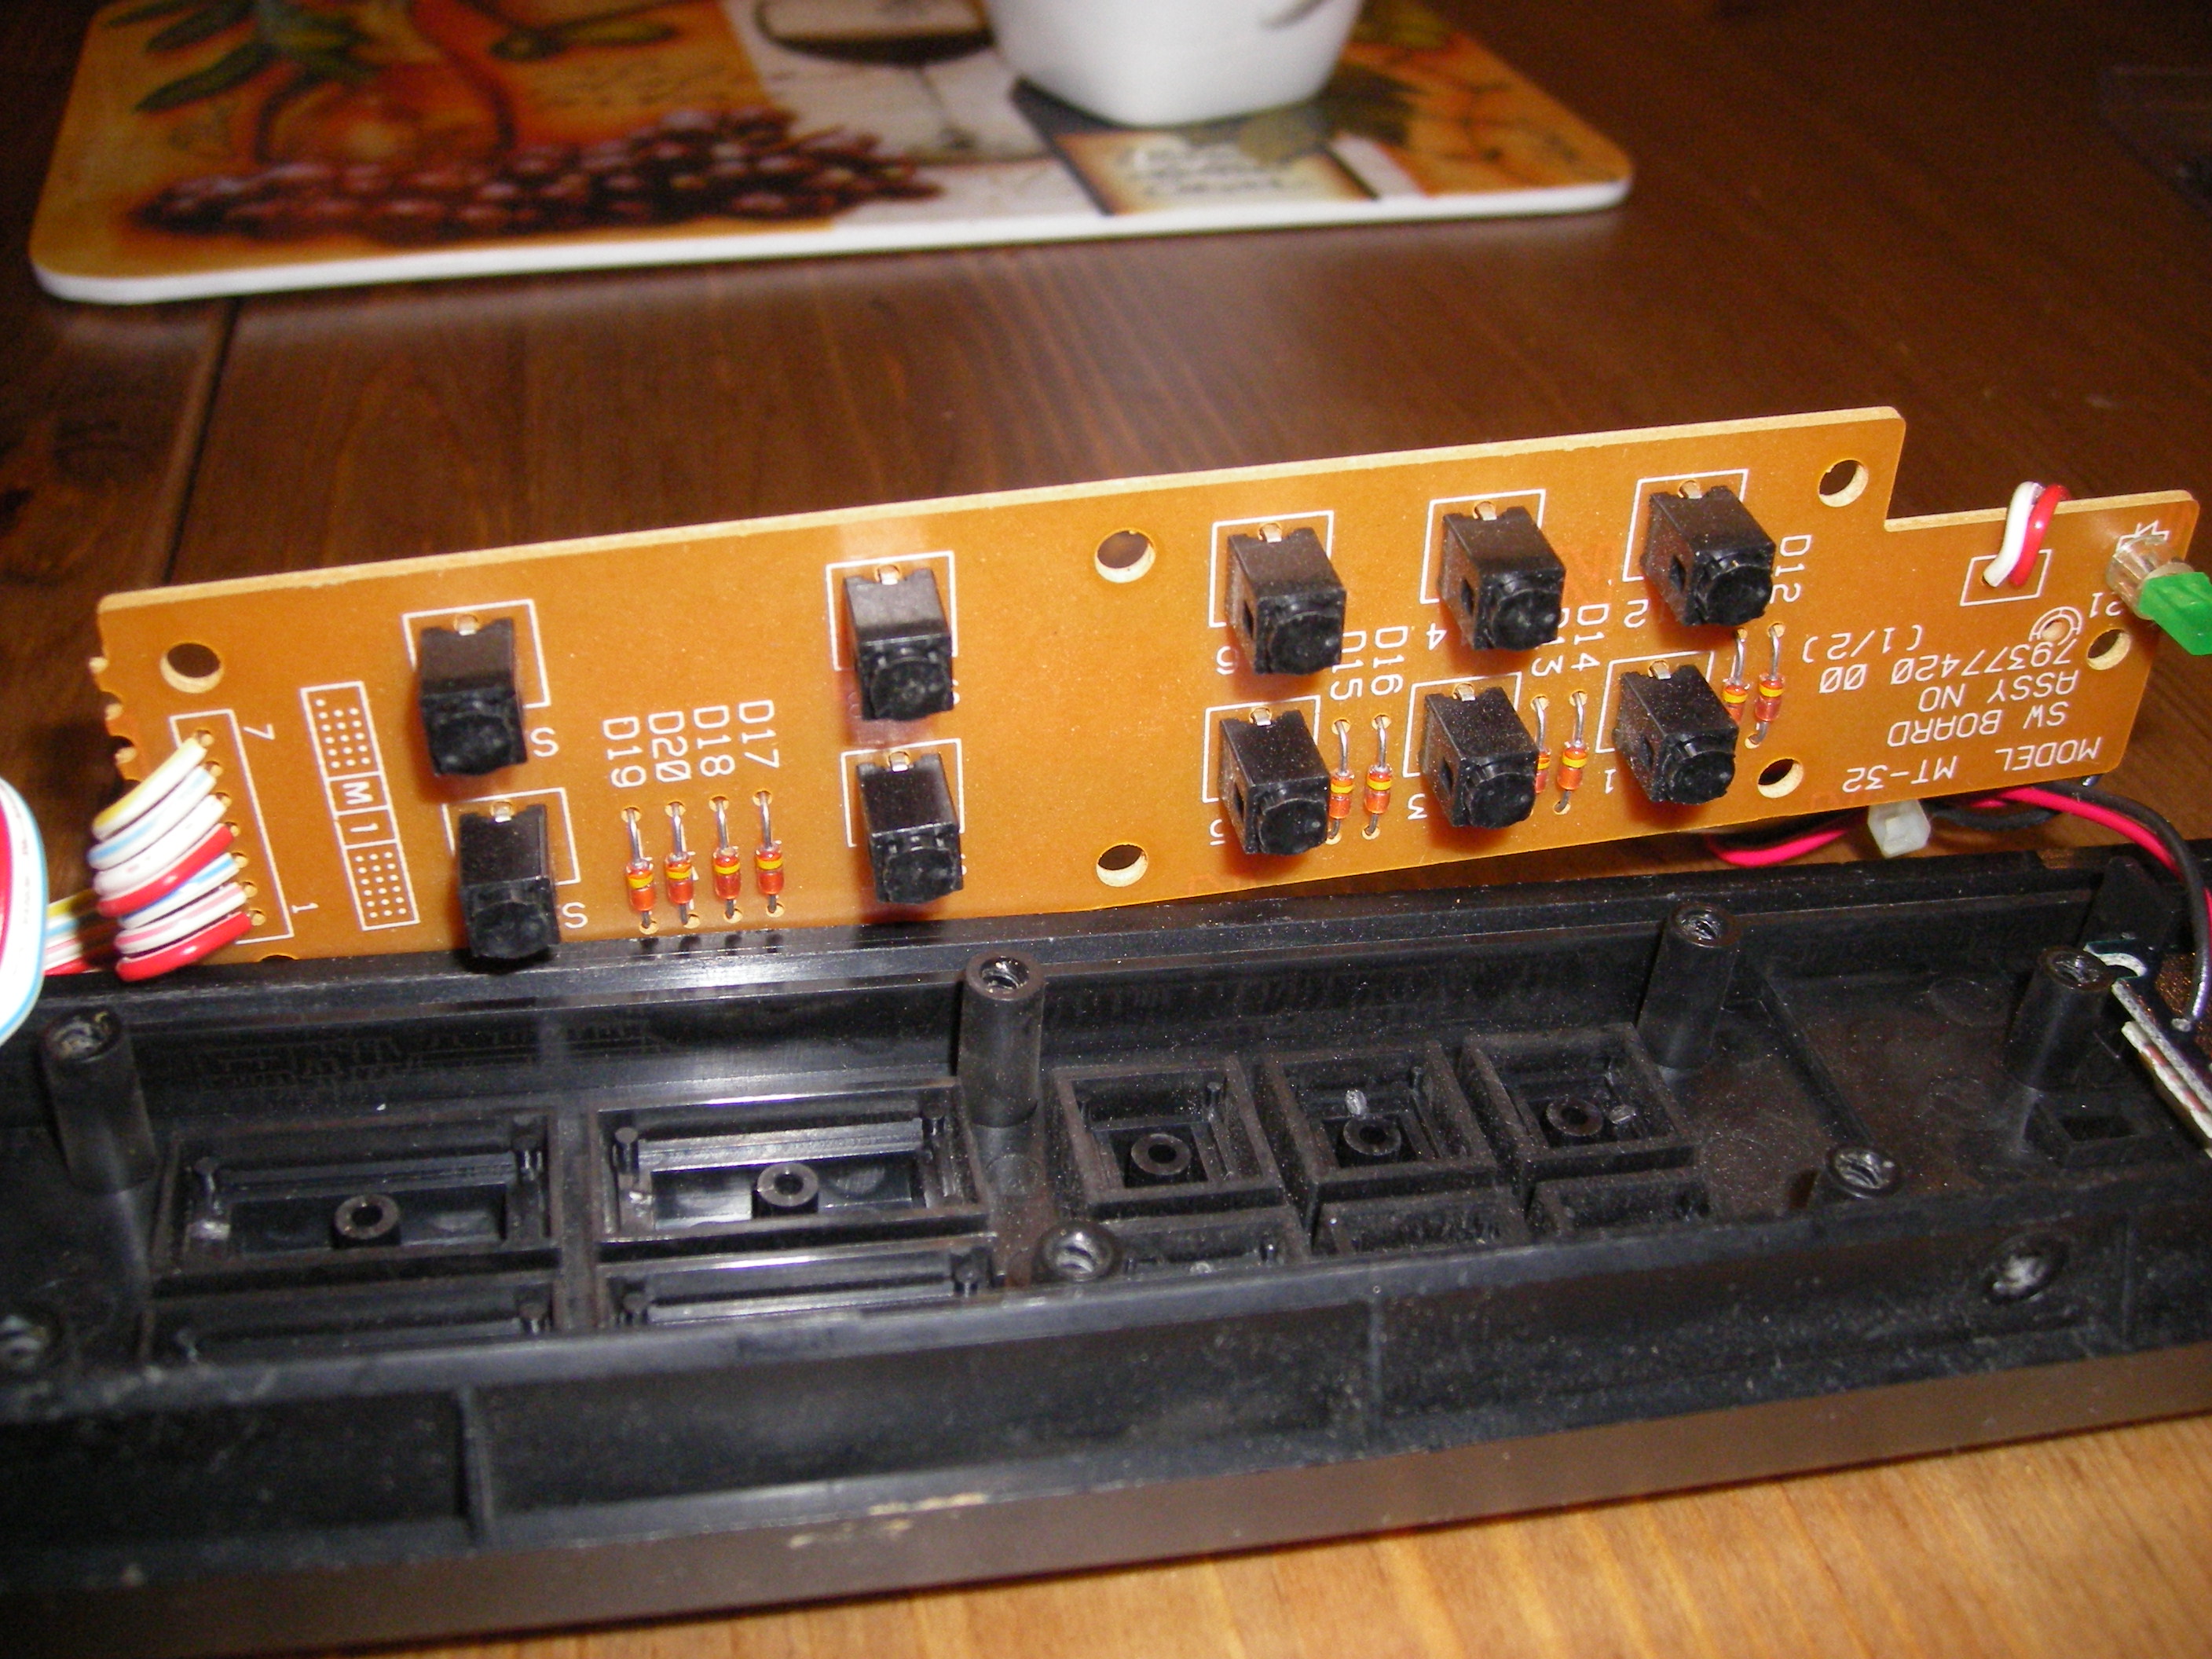 MODEL MT-32
SW BOARD
ASSY NO
79377420 00
(1/2)
D12
2
1
D14
4
3
D16
D15
6
5
D17
D18
D20
D19
S
S
M 1
7
1